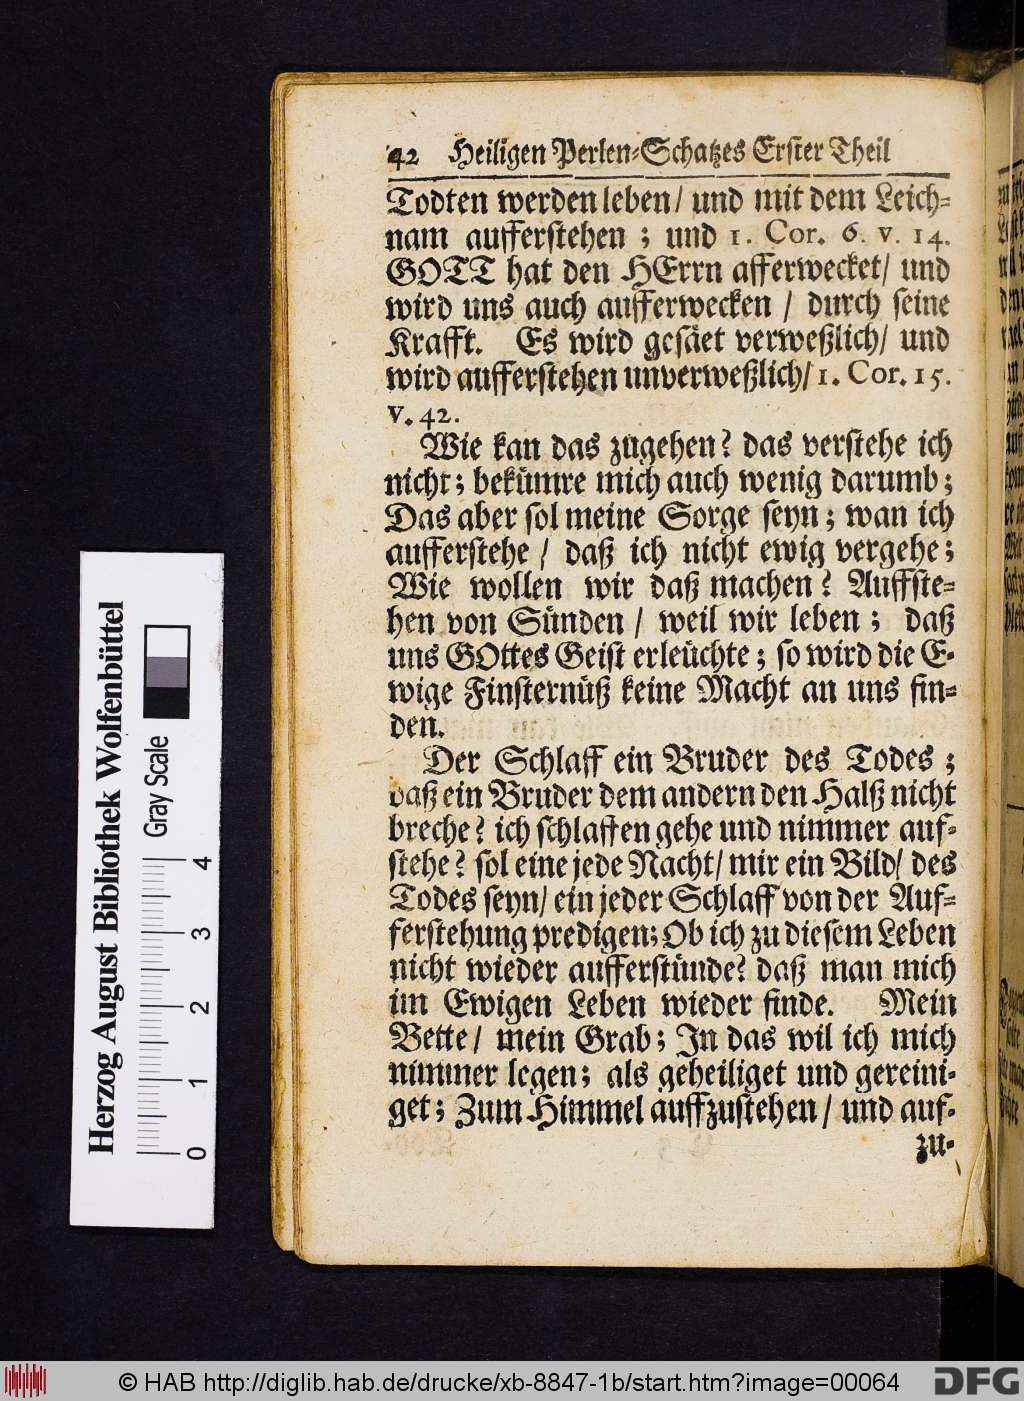 42 Heiligen Perlen-Schatzes Erster Theil
Todten werden leben/ und mit dem Leich-
nam aufferstehen ; und 1. Cor. 6. v. 14.
GOTT hat den HErrn afferwecket/ und
wird uns auch aufferwecken / durch seine
Krafft. Es wird gesäet verweßlich/ und
wird aufferstehen unverweßlich/ 1. Cor. 15.
v. 42.
Wie kan das zugehen? das verstehe ich
nicht; bekümre mich auch wenig darumb;
Das aber sol meine Sorge seyn; wan ich
aufferstehe / daß ich nicht ewig vergehe;
Wie wollen wir daß machen? Auffste-
hen von Sünden / weil wir leben ; daß
uns GOttes Geist erleüchte ; so wird die E-
wige Finsternüß keine Macht an uns fin-
den.
Der Schlaff ein Bruder des Todes ;
daß ein Bruder dem andern den Halß nicht
breche? ich schlaffen gehe und nimmer auf-
stehe? sol eine jede Nacht/ mir ein Bild/ des
Todes seyn/ ein jeder Schlaff von der Auf-
ferstehung predigen; Ob ich zu diesem Leben
nicht wieder aufferstünde? daß man mich
im Ewigen Leben wieder finde. Mein
Bette/ mein Grab; In das wil ich mich
nimmer legen; als geheiliget und gereini-
get; Zum Himmel auffzustehen / und auf-
zu-
Herzog August Bibliothek Wolfenbüttel
Gray Scale
0 1 2 3 4
© HAB http://diglib.hab.de/drucke/xb-8847-1b/start.htm?image=00064
DFG